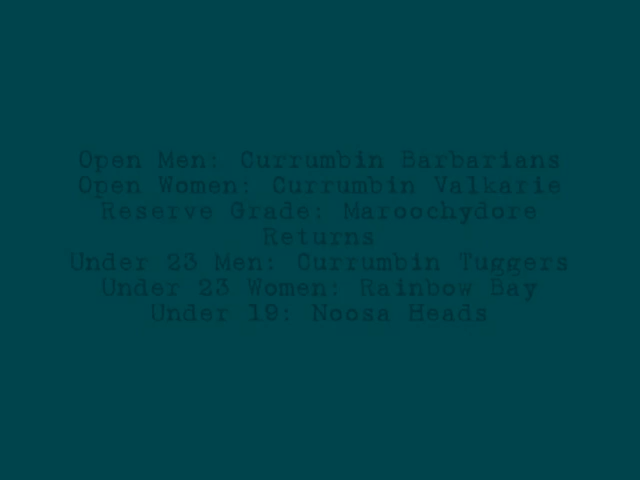 Open Men: Currumbin Barbarians
Open Women: Currumbin Valkarie
Reserve Grade: Maroochydore
Returns
Under 23 Men: Currumbin Tuggers
Under 23 Women: Rainbow Bay
Under 19: Noosa Heads